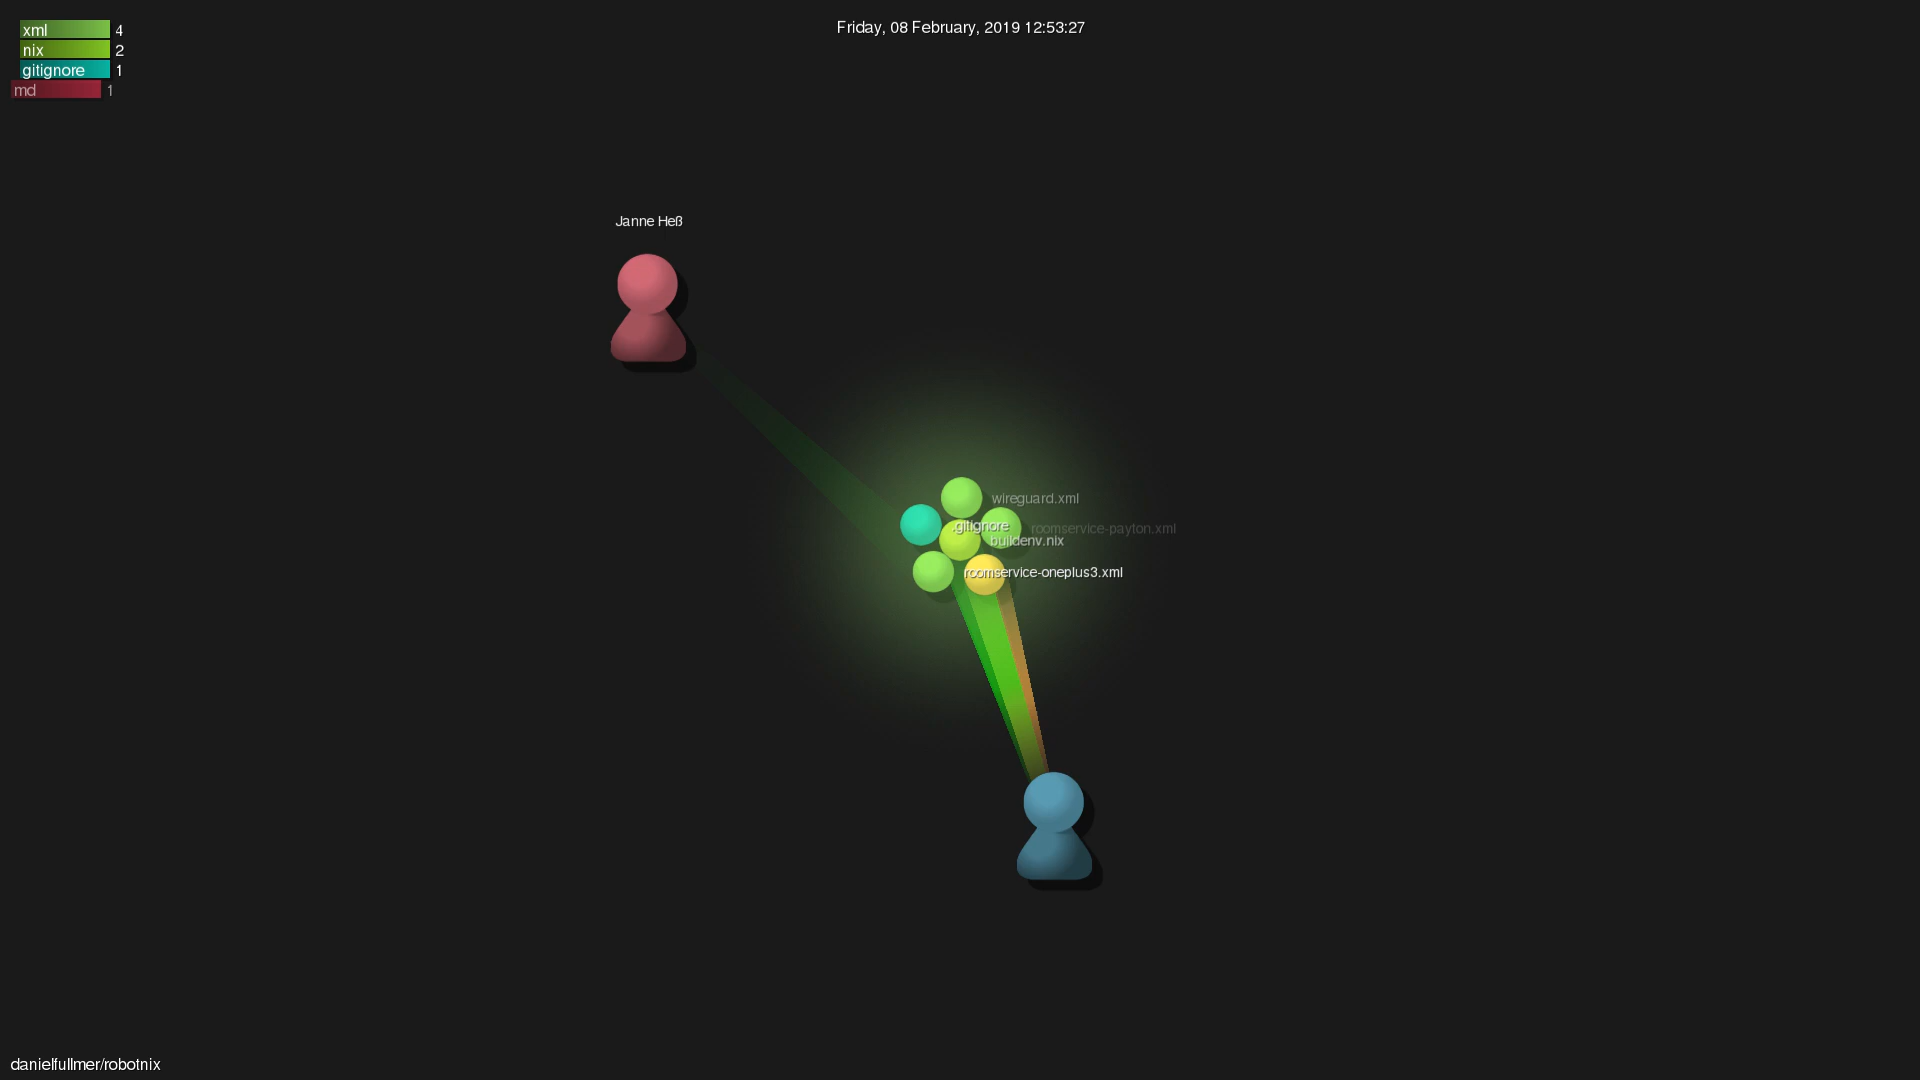 Friday, 08 February, 2019 12:53:27
xml 4
nix 2
gitignore 1
md 1
Janne Heß
wireguard.xml
.gitignore
roomservice-payton.xml
buildenv.nix
roomservice-oneplus3.xml
danielfullmer/robotnix